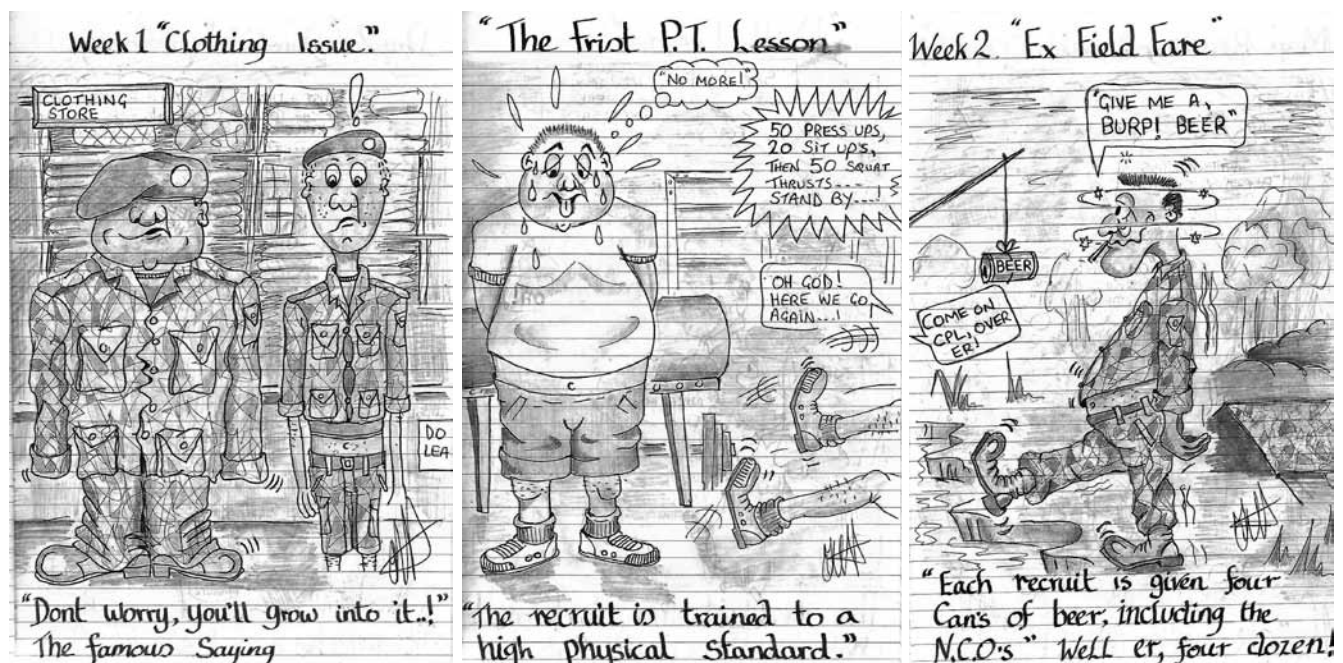 Week 1 "Clothing Issue."
CLOTHING
STORE
!
DO
LEA
"Dont worry, you'll grow into it..!"
The famous Saying
"The Frist P.T. Lesson"
"NO MORE!"
50 PRESS UPS,
20 SIT UP'S,
THEN 50 SQUAT
THRUSTS----
STAND BY----!
OH GOD!
HERE WE GO
AGAIN...!
"The recruit is trained to a
high physical standard."
Week 2. "Ex Field Fare"
"GIVE ME A,
BURP! BEER"
BEER
COME ON
CPL, OVER
ER!
"Each recruit is given four
Can's of beer, including the
N.C.O's" Well er, four dozen!